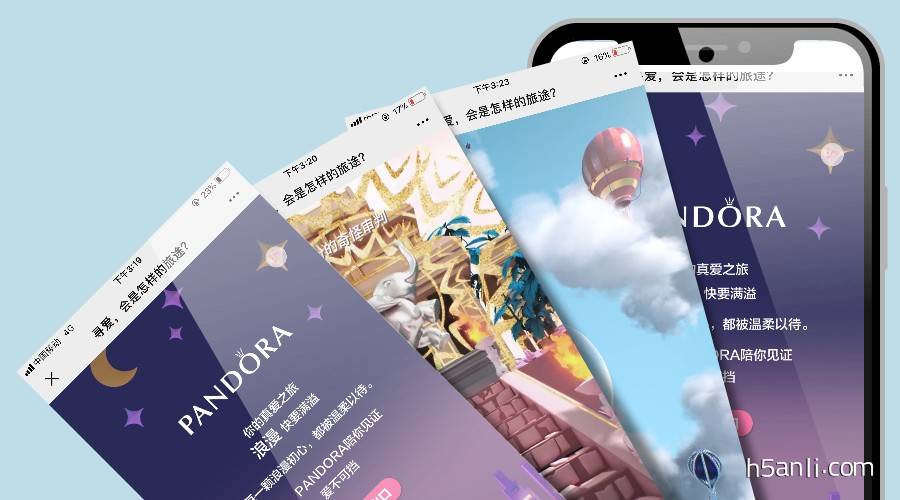 中国移动 4G
下午3:19
23%
寻爱，会是怎样的旅途？
PANDORA
你的真爱之旅
浪漫 快要满溢
每一颗浪漫初心，都被温柔以待。
PANDORA陪你见证
爱不可挡
下午3:20
17%
会是怎样的旅途？
的奇怪审判
下午3:23
16%
爱，会是怎样的旅途？
寻爱，会是怎样的旅途？
NDORA
的真爱之旅
快要满溢
，都被温柔以待。
ORA陪你见证
挡
h5anli.com